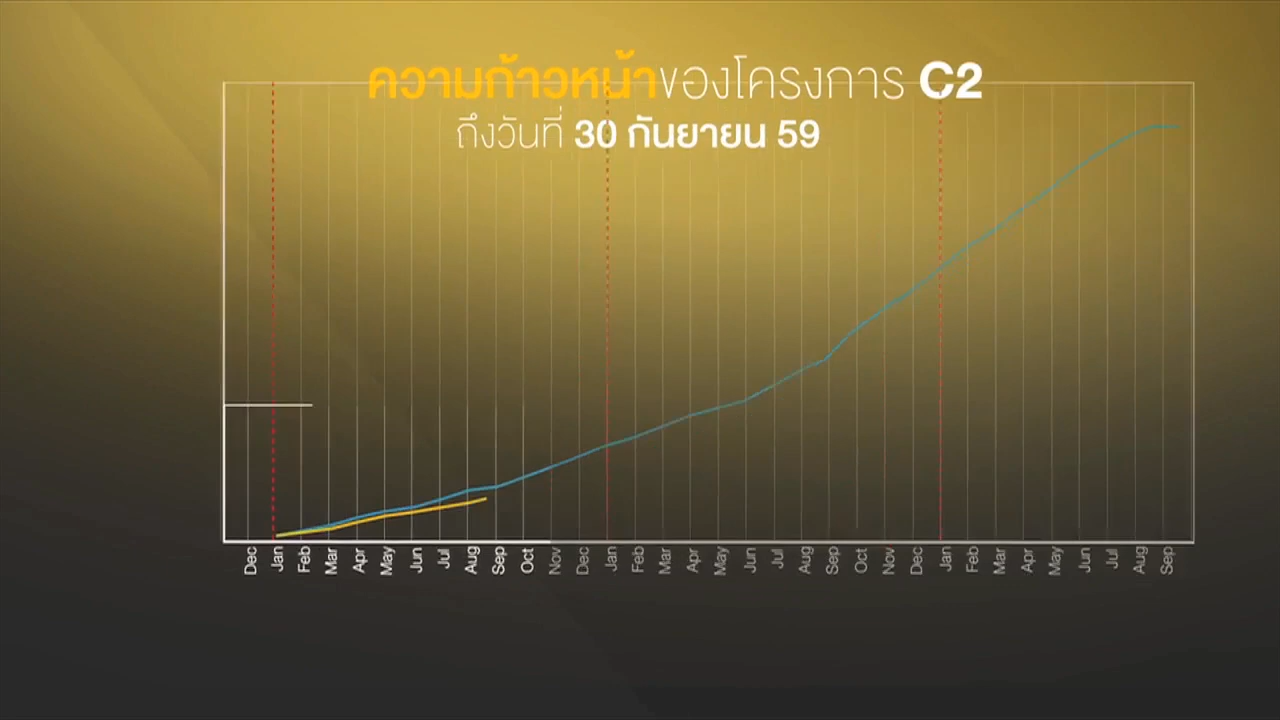 ความก้าวหน้าของโครงการ C2
ถึงวันที่ 30 กันยายน 59
Dec Jan Feb Mar Apr May Jun Jul Aug Sep Oct Nov Dec Jan Feb Mar Apr May Jun Jul Aug Sep Oct Nov Dec Jan Feb Mar Apr May Jun Jul Aug Sep